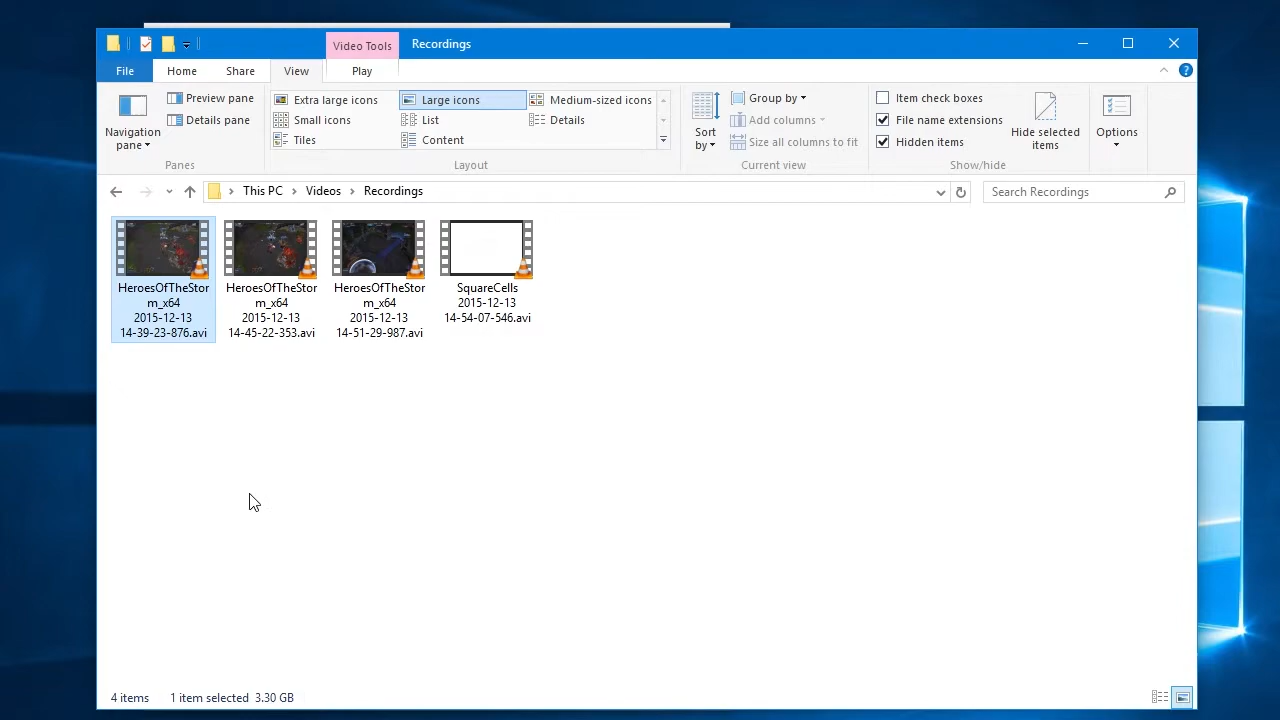 Video Tools
Recordings
File
Home
Share
View
Play
Navigation
pane
Preview pane
Details pane
Panes
Extra large icons
Large icons
Medium-sized icons
Small icons
List
Details
Tiles
Content
Layout
Sort
by
Group by
Add columns
Size all columns to fit
Current view
Item check boxes
File name extensions
Hidden items
Hide selected
items
Show/hide
Options
This PC
Videos
Recordings
Search Recordings
HeroesOfTheStor
m_x64
2015-12-13
14-39-23-876.avi
HeroesOfTheStor
m_x64
2015-12-13
14-45-22-353.avi
HeroesOfTheStor
m_x64
2015-12-13
14-51-29-987.avi
SquareCells
2015-12-13
14-54-07-546.avi
4 items
1 item selected 3.30 GB